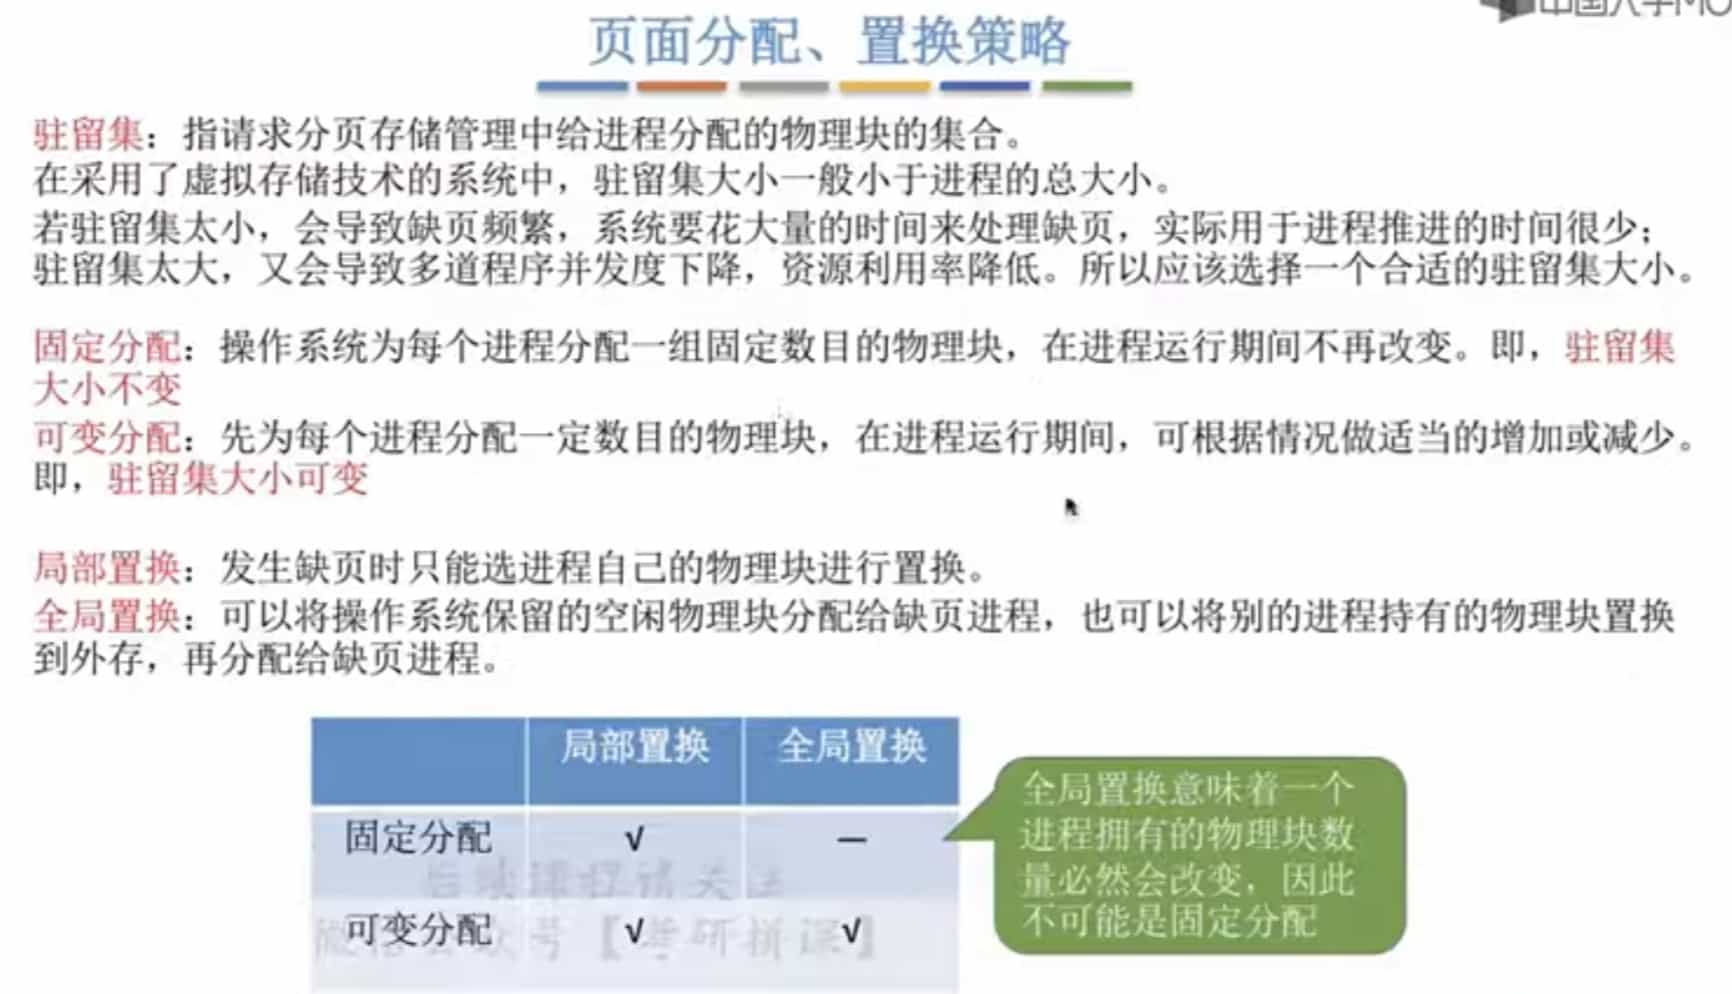 中国大学MO
页面分配、置换策略
驻留集：指请求分页存储管理中给进程分配的物理块的集合。
在采用了虚拟存储技术的系统中，驻留集大小一般小于进程的总大小。
若驻留集太小，会导致缺页频繁，系统要花大量的时间来处理缺页，实际用于进程推进的时间很少；
驻留集太大，又会导致多道程序并发度下降，资源利用率降低。所以应该选择一个合适的驻留集大小。
固定分配：操作系统为每个进程分配一组固定数目的物理块，在进程运行期间不再改变。即，驻留集
大小不变
可变分配：先为每个进程分配一定数目的物理块，在进程运行期间，可根据情况做适当的增加或减少。
即，驻留集大小可变
局部置换：发生缺页时只能选进程自己的物理块进行置换。
全局置换：可以将操作系统保留的空闲物理块分配给缺页进程，也可以将别的进程持有的物理块置换
到外存，再分配给缺页进程。
局部置换 全局置换
固定分配 √ —
可变分配 √ √
全局置换意味着一个
进程拥有的物理块数
量必然会改变，因此
不可能是固定分配
后续课程请关注
众号【考研拼课】